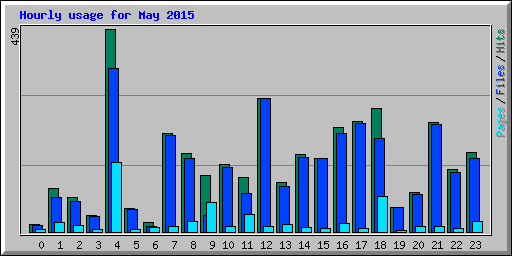 Hourly usage for May 2015
439
Pages/Files/Hits
0 1 2 3 4 5 6 7 8 9 10 11 12 13 14 15 16 17 18 19 20 21 22 23